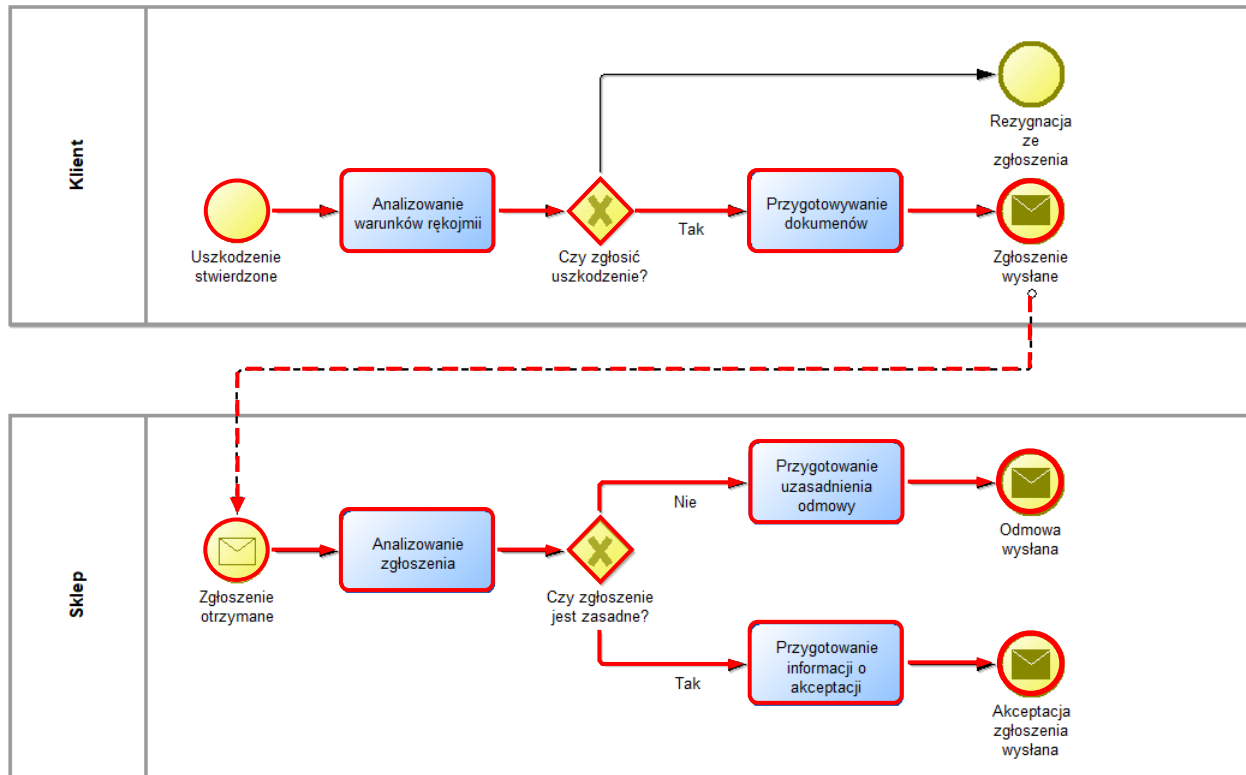 Klient
Uszkodzenie
stwierdzone
Analizowanie
warunków rękojmii
Czy zgłosić
uszkodzenie?
Tak
Przygotowywanie
dokumenów
Rezygnacja
ze
zgłoszenia
Zgłoszenie
wysłane
Sklep
Zgłoszenie
otrzymane
Analizowanie
zgłoszenia
Czy zgłoszenie
jest zasadne?
Nie
Przygotowanie
uzasadnienia
odmowy
Odmowa
wysłana
Tak
Przygotowanie
informacji o
akceptacji
Akceptacja
zgłoszenia
wysłana